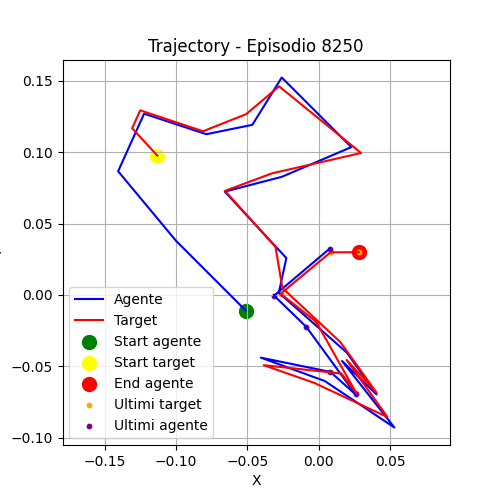 Trajectory - Episodio 8250
0.15
0.10
0.05
0.00
−0.05
−0.10
Agente
Target
Start agente
Start target
End agente
Ultimi target
Ultimi agente
−0.15 −0.10 −0.05 0.00 0.05
X